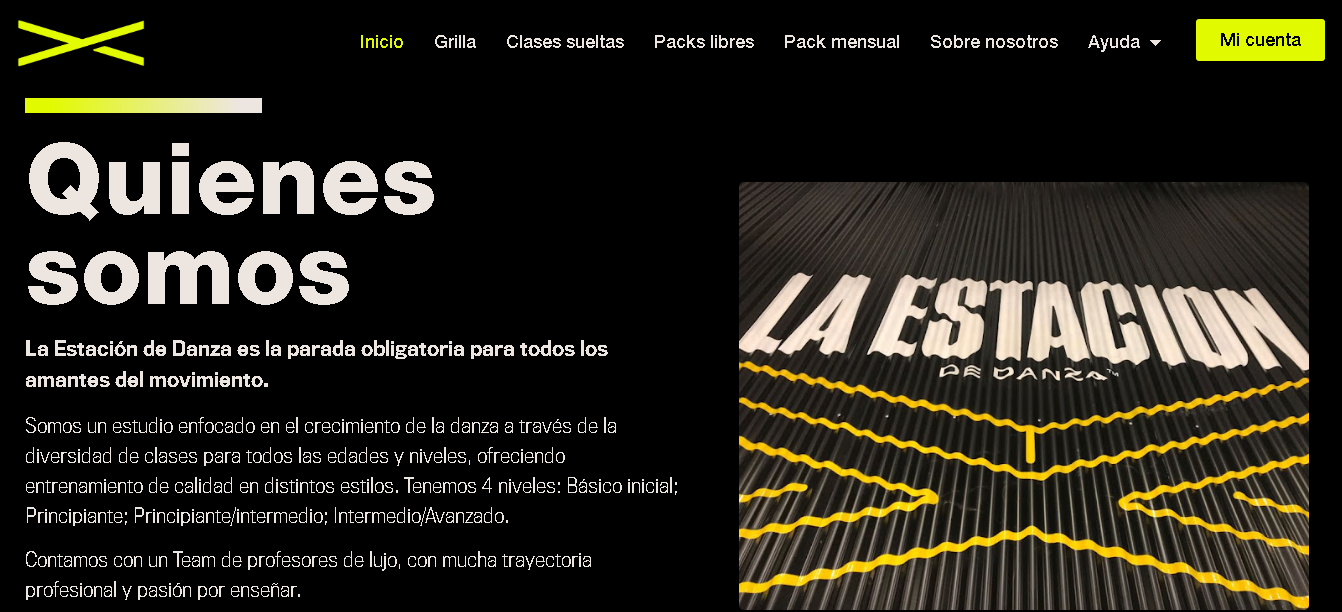 Inicio
Grilla
Clases sueltas
Packs libres
Pack mensual
Sobre nosotros
Ayuda
Mi cuenta
Quienes
somos
La Estación de Danza es la parada obligatoria para todos los
amantes del movimiento.
Somos un estudio enfocado en el crecimiento de la danza a través de la
diversidad de clases para todos las edades y niveles, ofreciendo
entrenamiento de calidad en distintos estilos. Tenemos 4 niveles: Básico inicial;
Principiante; Principiante/intermedio; Intermedio/Avanzado.
Contamos con un Team de profesores de lujo, con mucha trayectoria
profesional y pasión por enseñar.
LA ESTACION
DE DANZA™